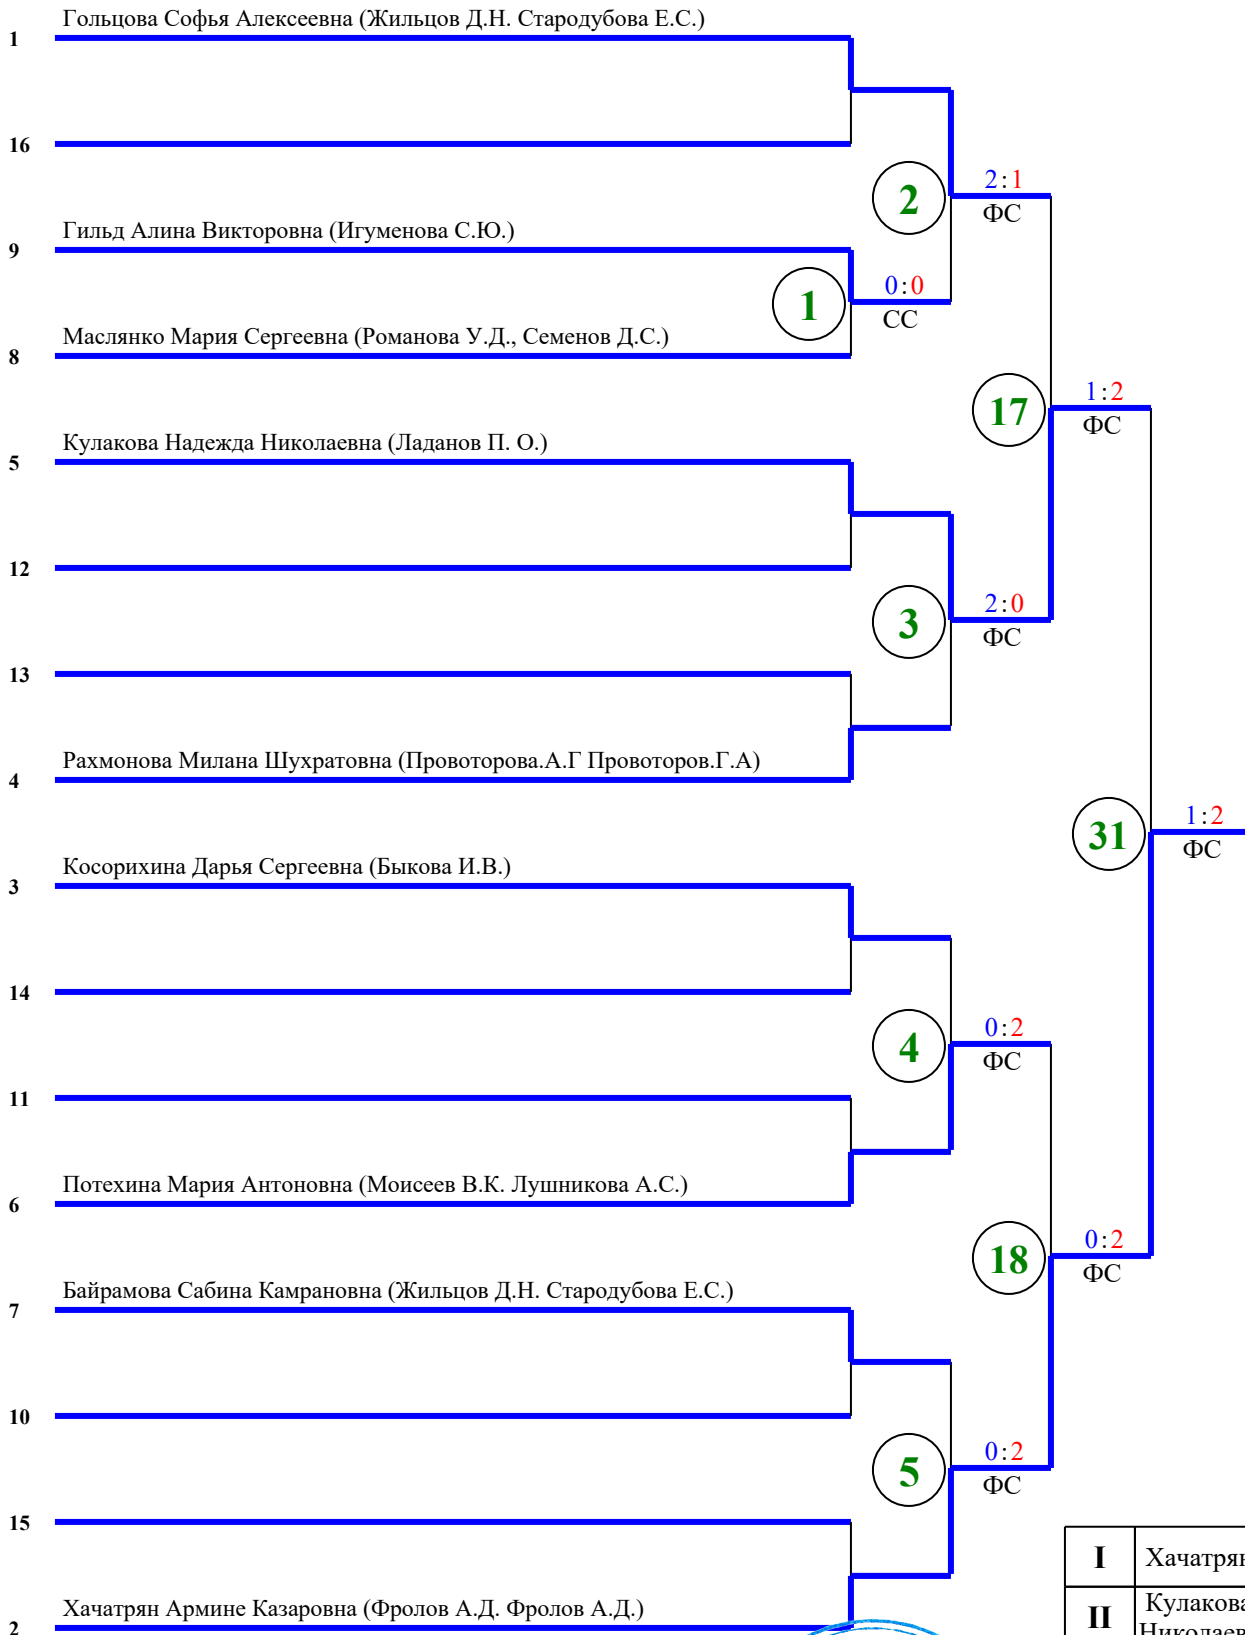 Гольцова Софья Алексеевна (Жильцов Д.Н. Стародубова Е.С.)
1
16
2
2:1
ФС
Гильд Алина Викторовна (Игуменова С.Ю.)
9
1
0:0
СС
Маслянко Мария Сергеевна (Романова У.Д., Семенов Д.С.)
8
17
1:2
ФС
Кулакова Надежда Николаевна (Ладанов П. О.)
5
12
3
2:0
ФС
13
Рахмонова Милана Шухратовна (Провоторова.А.Г Провоторов.Г.А)
4
31
1:2
ФС
Косорихина Дарья Сергеевна (Быкова И.В.)
3
14
4
0:2
ФС
11
Потехина Мария Антоновна (Моисеев В.К. Лушникова А.С.)
6
18
0:2
ФС
Байрамова Сабина Камрановна (Жильцов Д.Н. Стародубова Е.С.)
7
10
5
0:2
ФС
15
I Хачатрян
Хачатрян Армине Казаровна (Фролов А.Д. Фролов А.Д.)
2
II Кулакова
Николаев